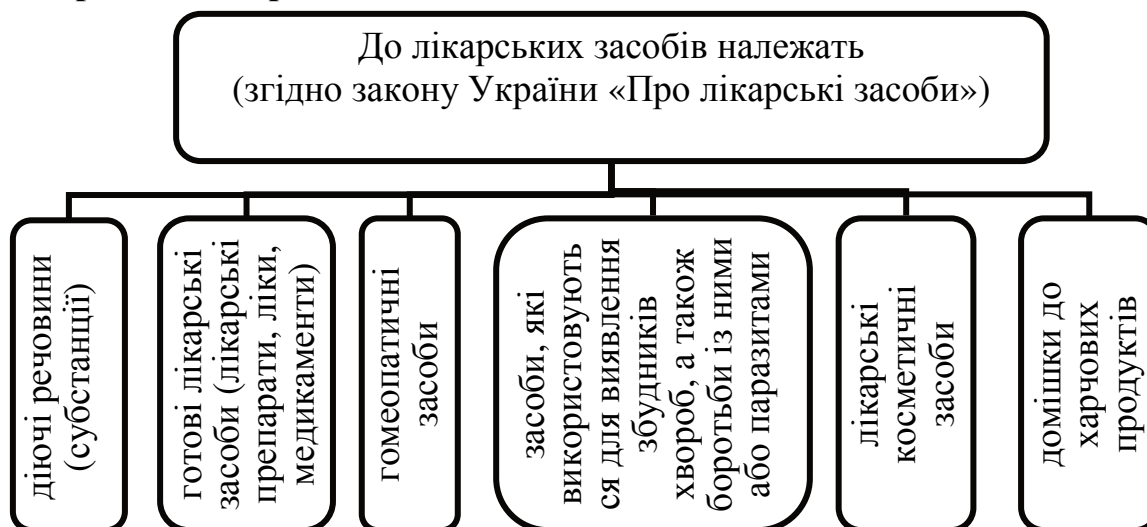 До лікарських засобів належать
(згідно закону України «Про лікарські засоби»)
діючі речовини
(субстанції)
готові лікарські
засоби (лікарські
препарати, ліки,
медикаменти)
гомеопатичні
засоби
засоби, які
використовують
ся для виявлення
збудників
хвороб, а також
боротьби із ними
або паразитами
лікарські
косметичні
засоби
домішки до
харчових
продуктів